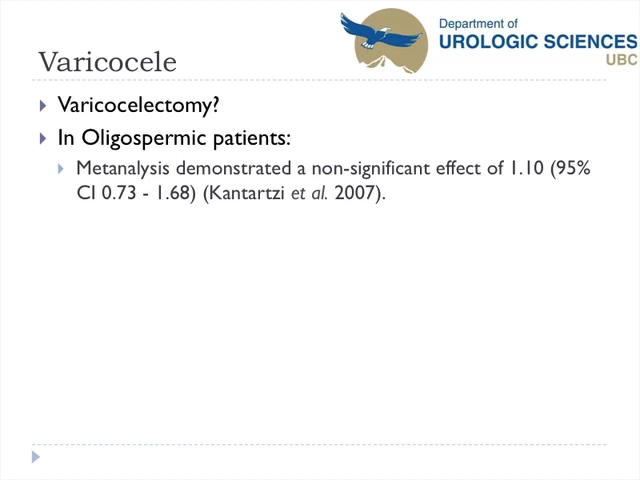 Department of
UROLOGIC SCIENCES
UBC
Varicocele
Varicocelectomy?
In Oligospermic patients:
Metanalysis demonstrated a non-significant effect of 1.10 (95%
CI 0.73 - 1.68) (Kantartzi et al. 2007).